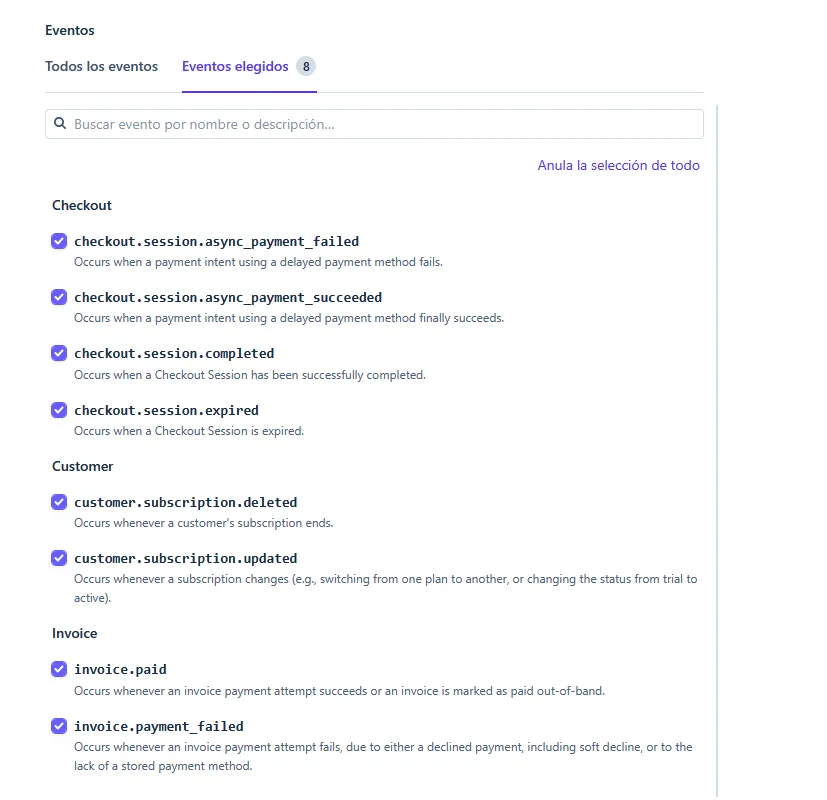 Eventos
Todos los eventos
Eventos elegidos 8
Buscar evento por nombre o descripción...
Anula la selección de todo
Checkout
checkout.session.async_payment_failed
Occurs when a payment intent using a delayed payment method fails.
checkout.session.async_payment_succeeded
Occurs when a payment intent using a delayed payment method finally succeeds.
checkout.session.completed
Occurs when a Checkout Session has been successfully completed.
checkout.session.expired
Occurs when a Checkout Session is expired.
Customer
customer.subscription.deleted
Occurs whenever a customer's subscription ends.
customer.subscription.updated
Occurs whenever a subscription changes (e.g., switching from one plan to another, or changing the status from trial to
active).
Invoice
invoice.paid
Occurs whenever an invoice payment attempt succeeds or an invoice is marked as paid out-of-band.
invoice.payment_failed
Occurs whenever an invoice payment attempt fails, due to either a declined payment, including soft decline, or to the
lack of a stored payment method.